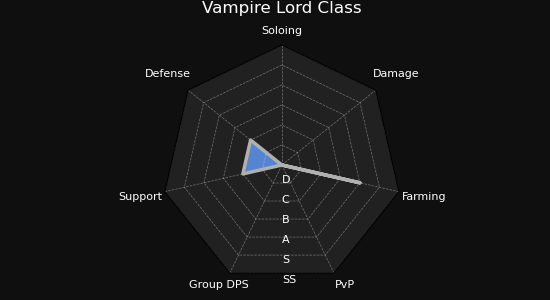 Vampire Lord Class
Soloing
Defense
Damage
Support
Farming
D
C
B
A
S
SS
Group DPS
PvP